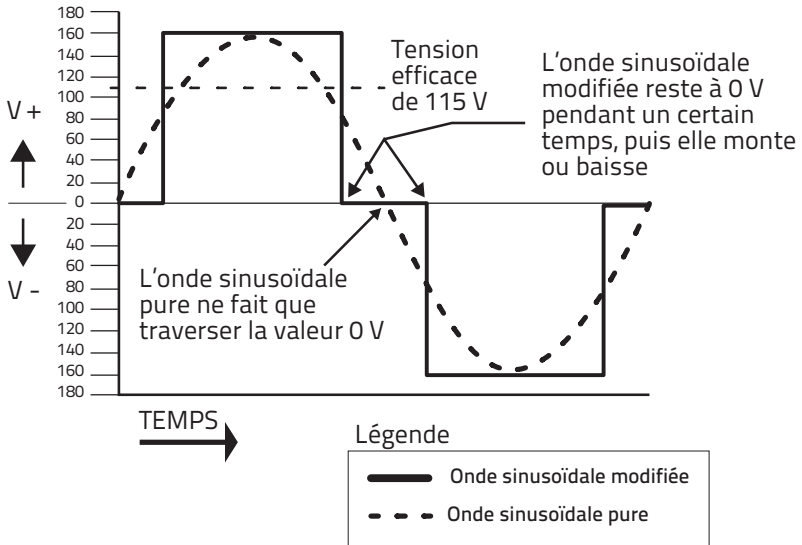 180
160
140
120
100
80
60
40
20
0
20
40
60
80
100
120
140
160
180
V +
V -
Tension
efficace
de 115 V
L'onde sinusoïdale
modifiée reste à 0 V
pendant un certain
temps, puis elle monte
ou baisse
L'onde sinusoïdale
pure ne fait que
traverser la valeur 0 V
TEMPS
Légende
Onde sinusoïdale modifiée
Onde sinusoïdale pure